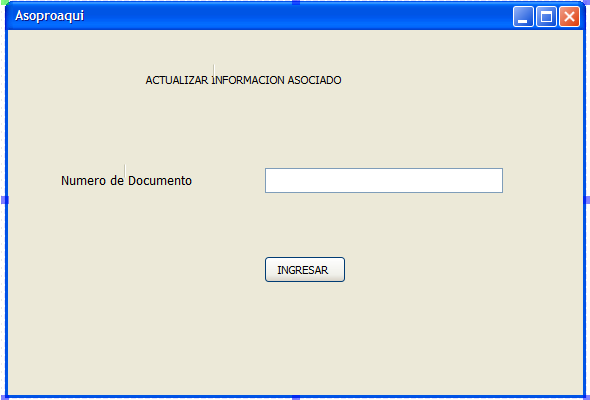 Asoproaqui
ACTUALIZAR INFORMACION ASOCIADO
Numero de Documento
INGRESAR